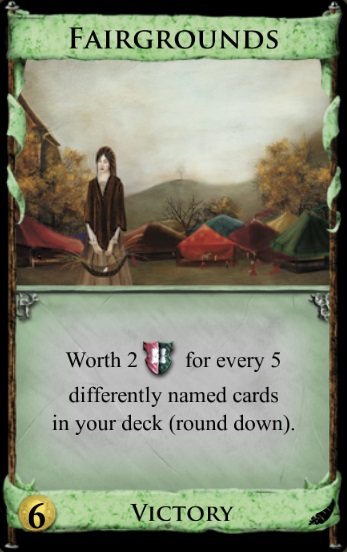 FAIRGROUNDS
Worth 2 for every 5
differently named cards
in your deck (round down).
6 VICTORY